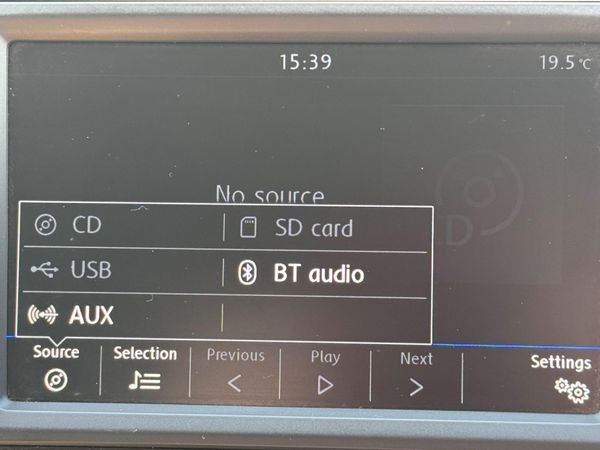 15:39 19.5°C
No source
CD SD card
USB BT audio
AUX
Source Selection Previous Play Next Settings